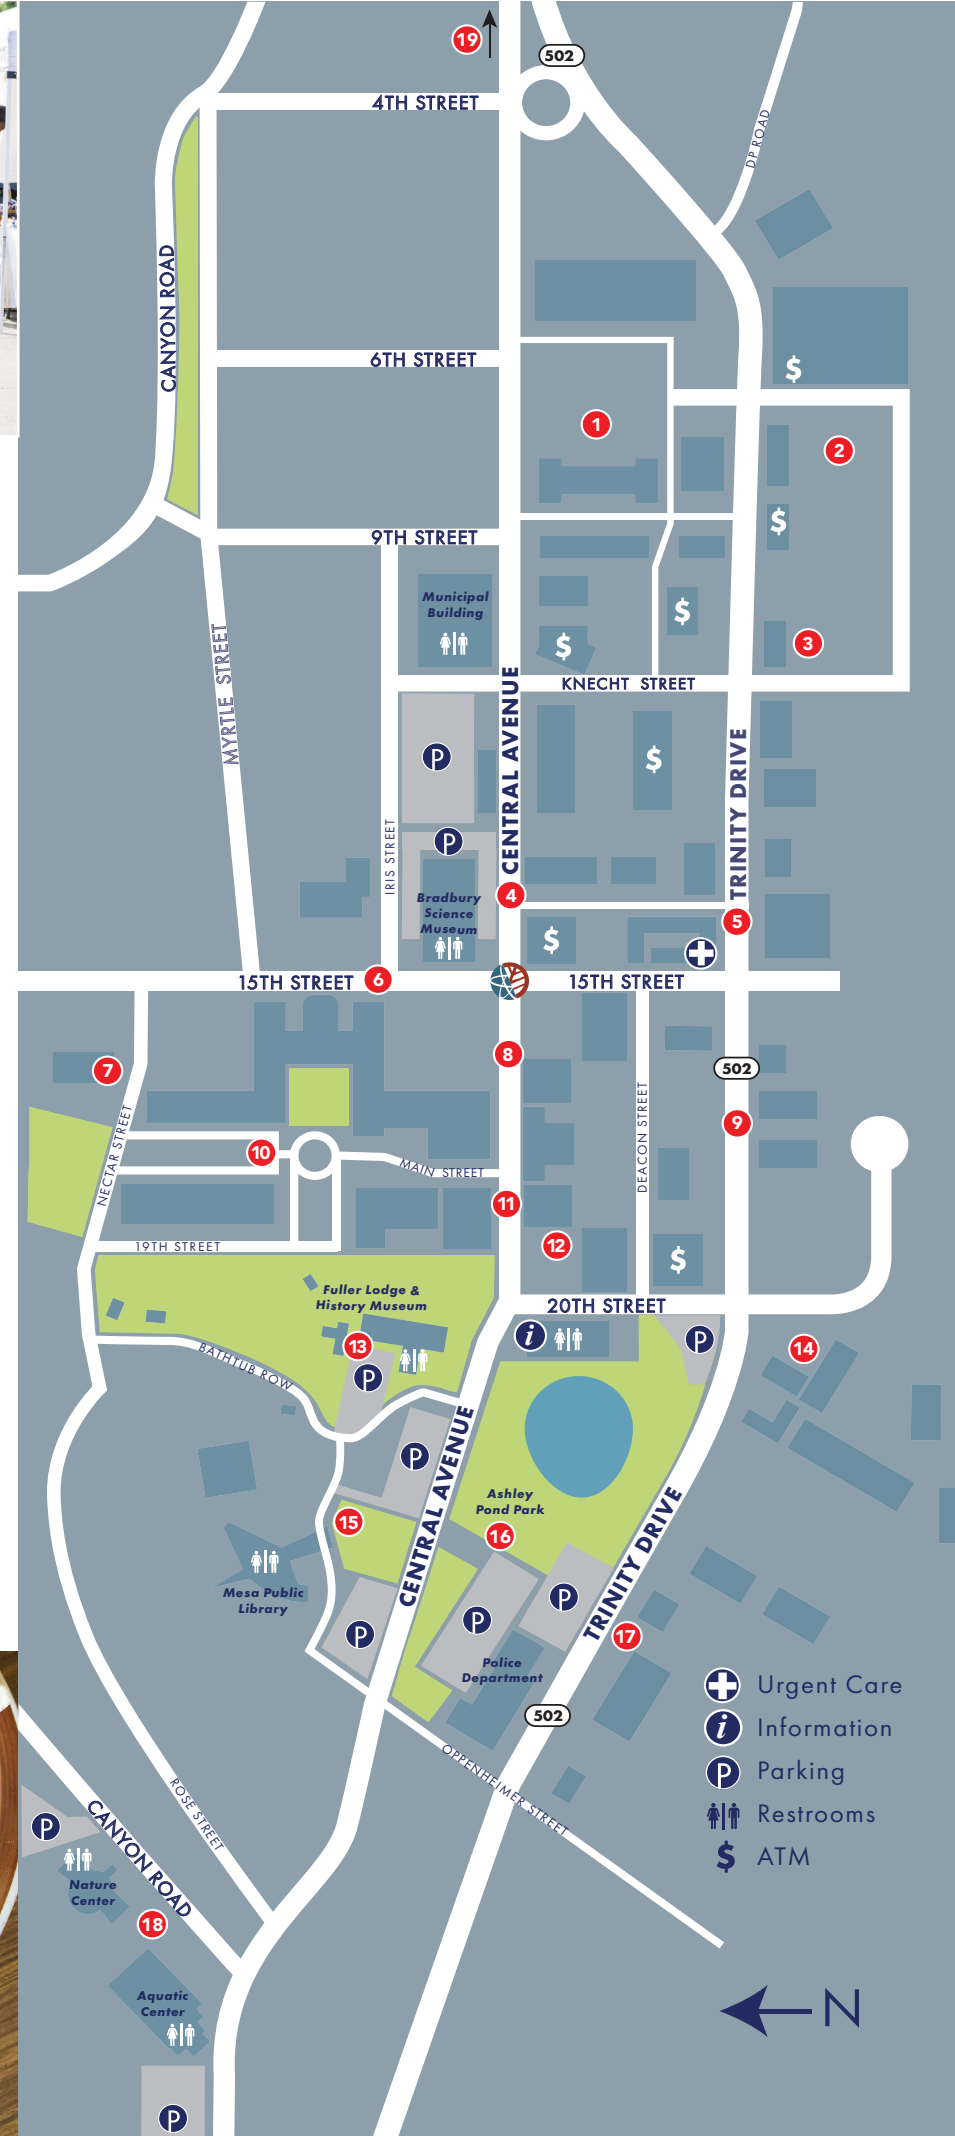 19
502
4TH STREET
DP ROAD
CANYON ROAD
6TH STREET
$
1
2
$
9TH STREET
Municipal
Building
$
$
3
MYRTLE STREET
KNECHT STREET
CENTRAL AVENUE
P
$
TRINITY DRIVE
IRIS STREET
P
Bradbury
Science
Museum
4
5
$
15TH STREET
6
15TH STREET
8
7
502
NECTAR STREET
DEACON STREET
9
10
MAIN STREET
11
12
19TH STREET
$
Fuller Lodge &
History Museum
20TH STREET
13
i
P
14
BATHTUB ROW
P
CENTRAL AVENUE
P
Ashley
Pond Park
15
16
TRINITY DRIVE
Mesa Public
Library
P
P
P
17
Police
Department
502
Urgent Care
i Information
P Parking
Restrooms
$ ATM
OPPENHEIMER STREET
ROSE STREET
CANYON ROAD
P
Nature
Center
18
Aquatic
Center
N
P